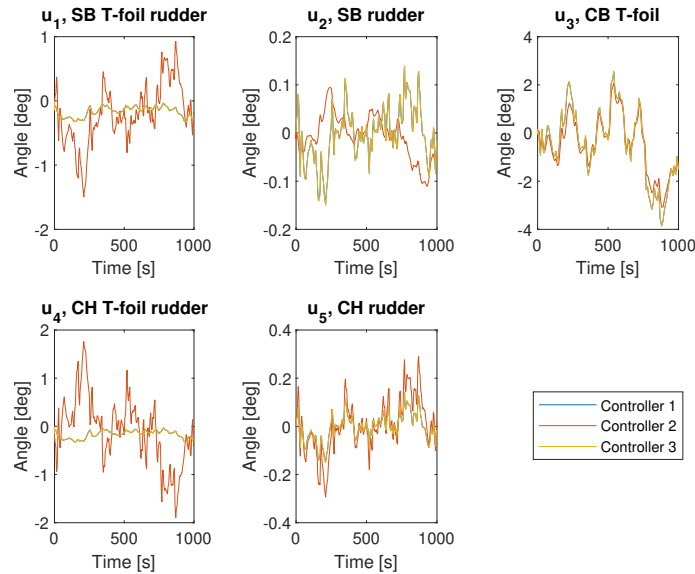 u1, SB T-foil rudder
1
0
-1
-2
Angle [deg]
0
500
1000
Time [s]
u2, SB rudder
0.2
0.1
0
-0.1
-0.2
Angle [deg]
0
500
1000
Time [s]
u3, CB T-foil
4
2
0
-2
-4
Angle [deg]
0
500
1000
Time [s]
u4, CH T-foil rudder
2
1
0
-1
-2
Angle [deg]
0
500
1000
Time [s]
u5, CH rudder
0.4
0.2
0
-0.2
-0.4
Angle [deg]
0
500
1000
Time [s]
Controller 1
Controller 2
Controller 3